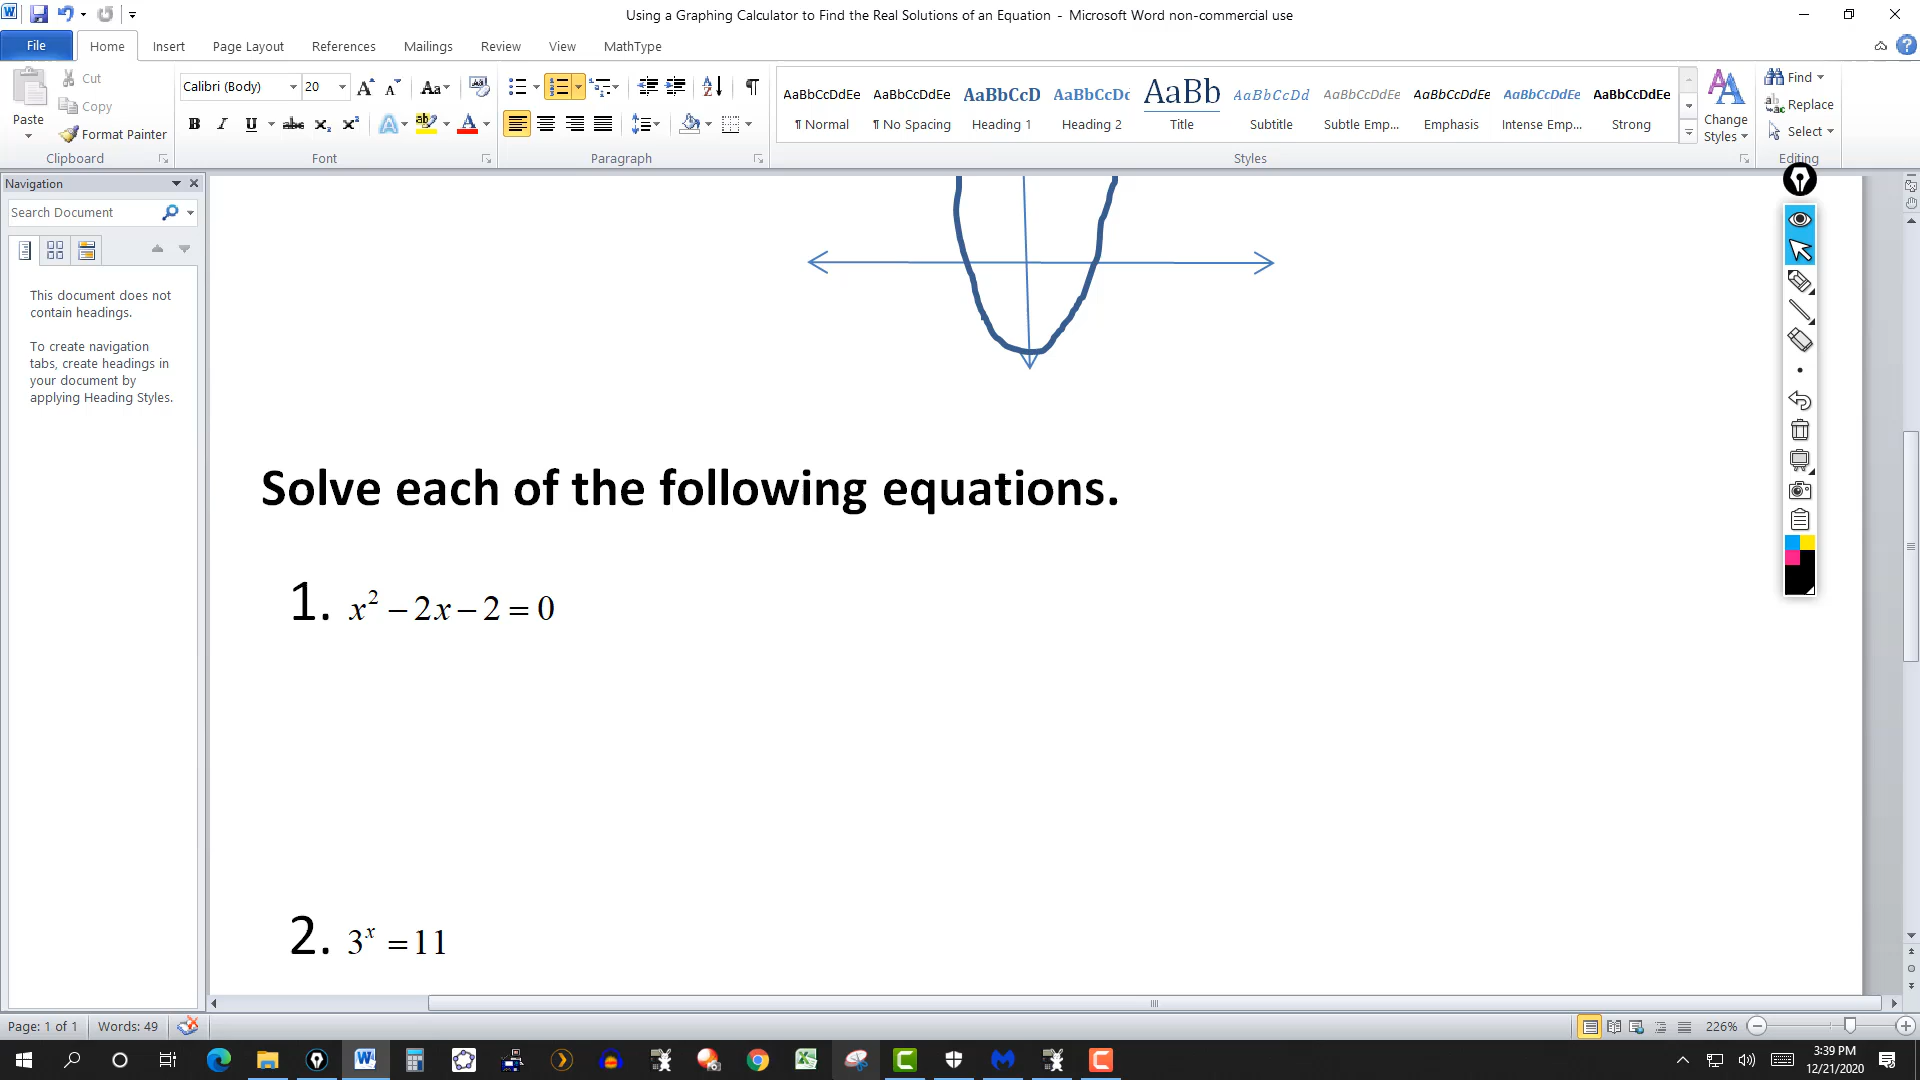 Using a Graphing Calculator to Find the Real Solutions of an Equation - Microsoft Word non-commercial use
File Home Insert Page Layout References Mailings Review View MathType
Paste
Cut
Copy
Format Painter
Clipboard
Calibri (Body) 20
Font
Paragraph
AaBbCcDdEe AaBbCcDdEe AaBbCcD AaBbCcDc AaBb AaBbCcDd AaBbCcDdEe AaBbCcDdEe AaBbCcDdEe AaBbCcDdEe
¶ Normal ¶ No Spacing Heading 1 Heading 2 Title Subtitle Subtle Emp... Emphasis Intense Emp... Strong
Styles
Change
Styles
Find
Replace
Select
Editing
Navigation
Search Document
This document does not
contain headings.
To create navigation
tabs, create headings in
your document by
applying Heading Styles.
Solve each of the following equations.
1. x² − 2x − 2 = 0
2. 3ˣ = 11
Page: 1 of 1 Words: 49 226%
3:39 PM
12/21/2020